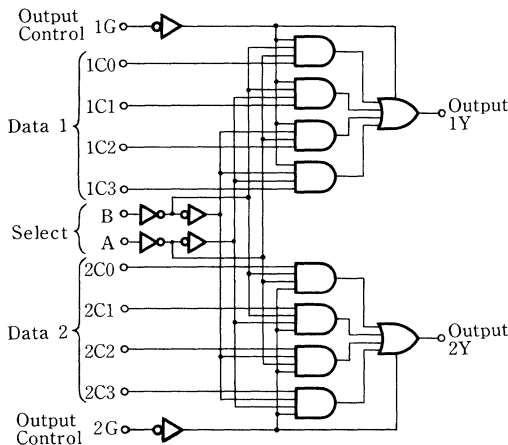 Output
Control 1G
1C0
1C1
Data 1
1C2
1C3
Output
1Y
B
Select
A
2C0
2C1
Data 2
2C2
2C3
Output
2Y
Output
Control 2G